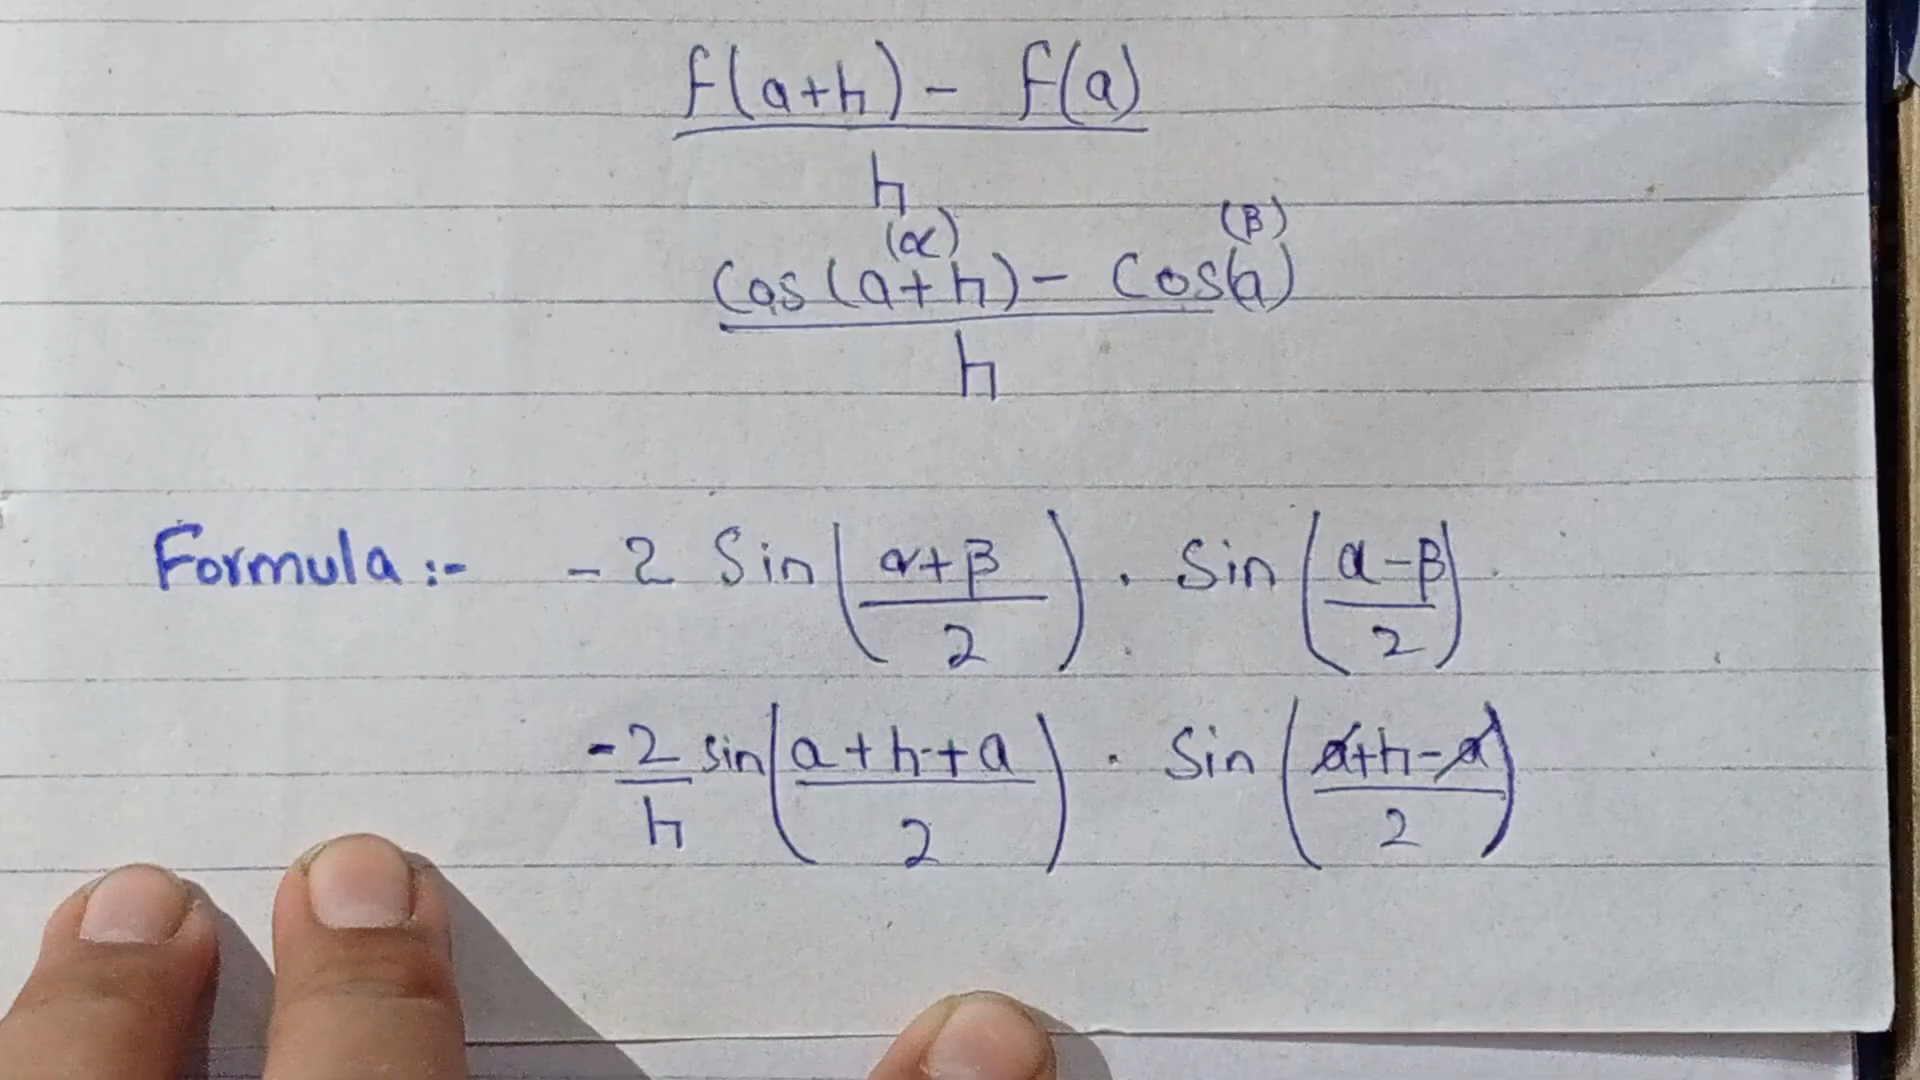 f(a+h) - f(a)
h
(α) (β)
Cos(a+h) - Cos(a)
h
Formula :- -2 Sin(α+β/2) . Sin(α-β/2)
-2/h sin(a+h+a/2) . Sin(a+h-a/2)